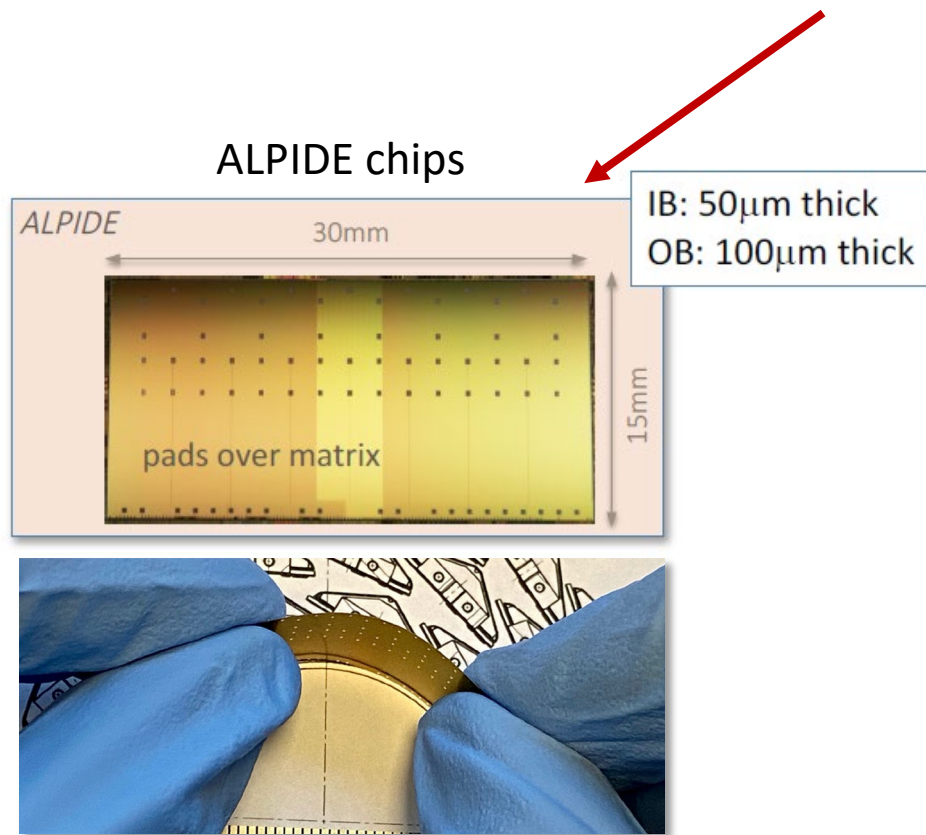 ALPIDE chips
ALPIDE
30mm
IB: 50μm thick
OB: 100μm thick
15mm
pads over matrix